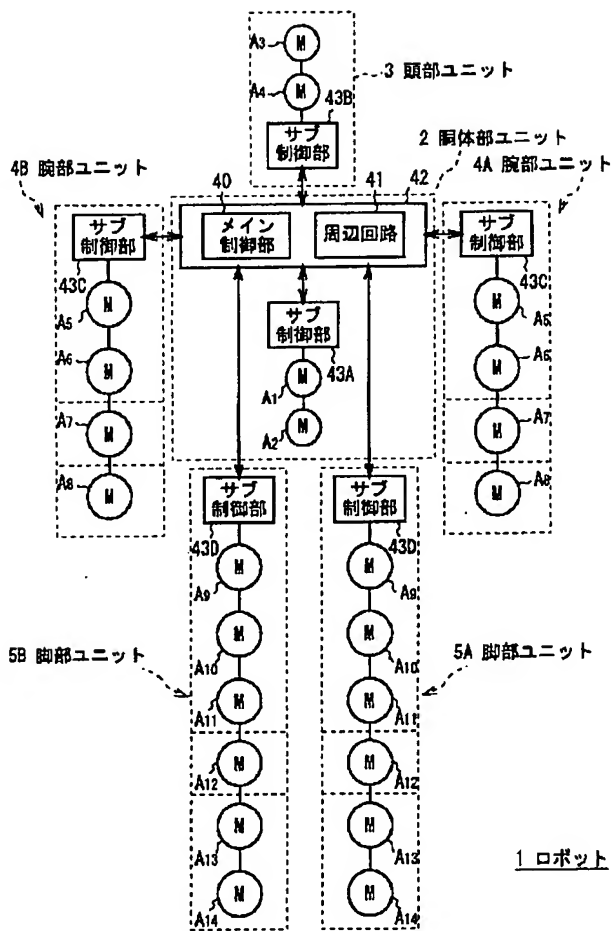 A3 M
3 頭部ユニット
A4 M
43B
サブ
制御部
2 胴体部ユニット
4B 腕部ユニット
4A 腕部ユニット
40
41
42
サブ
制御部
43C
メイン
制御部
周辺回路
サブ
制御部
43C
サブ
制御部
43A
A1 M
A2 M
A5 M
A6 M
A7 M
A8 M
A5 M
A6 M
A7 M
A8 M
サブ
制御部
43D
サブ
制御部
43D
A9 M
A10 M
A11 M
A12 M
A13 M
A14 M
A9 M
A10 M
A11 M
A12 M
A13 M
A14 M
5B 脚部ユニット
5A 脚部ユニット
1 ロボット